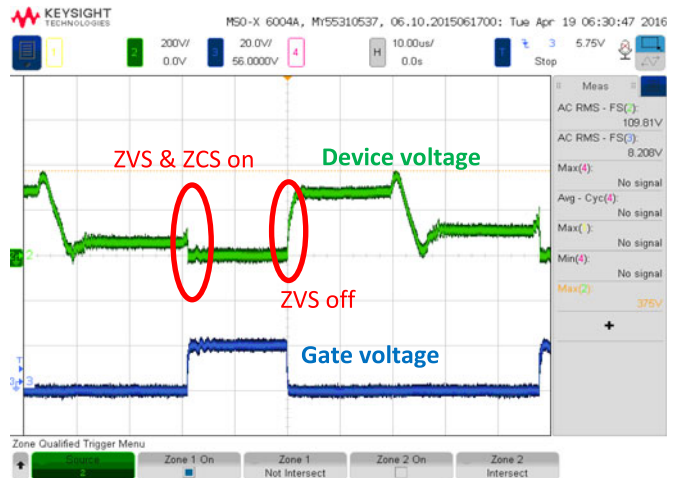 KEYSIGHT
TECHNOLOGIES
MSO-X 6004A, MY55310537, 06.10.2015061700: Tue Apr 19 06:30:47 2016
1
2
200V/
0.0V
3
20.0V/
56.0000V
4
H
10.00us/
0.0s
T
3
Stop
5.75V
Meas
AC RMS - FS(2):
109.81V
AC RMS - FS(3):
8.208V
Max(4):
No signal
Avg - Cyc(4):
No signal
Max(1):
No signal
Min(4):
No signal
Max(2):
375V
ZVS & ZCS on
Device voltage
ZVS off
Gate voltage
2
T
3
Zone Qualified Trigger Menu
Source
2
Zone 1 On
Zone 1
Not Intersect
Zone 2 On
Zone 2
Intersect